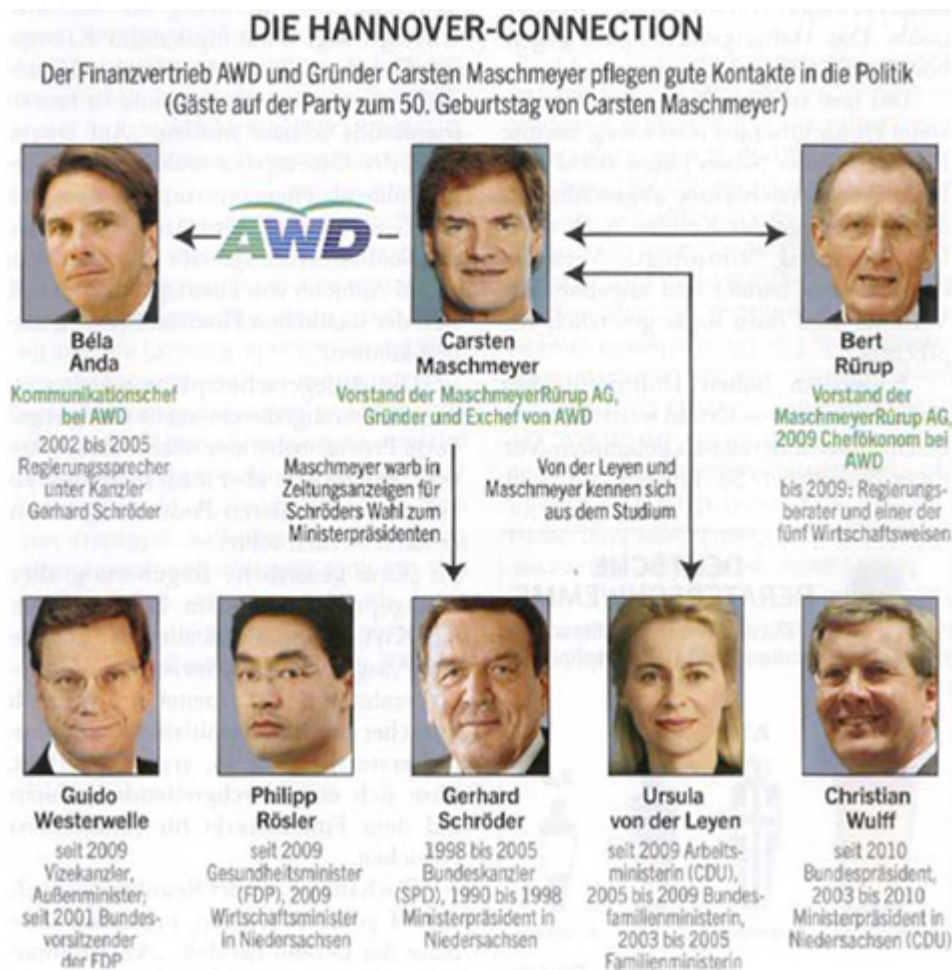 DIE HANNOVER-CONNECTION
Der Finanzvertrieb AWD und Gründer Carsten Maschmeyer pflegen gute Kontakte in die Politik
(Gäste auf der Party zum 50. Geburtstag von Carsten Maschmeyer)
AWD
Béla
Anda
Kommunikationschef
bei AWD
2002 bis 2005
Regierungssprecher
unter Kanzler
Gerhard Schröder
Carsten
Maschmeyer
Vorstand der MaschmeyerRürup AG,
Gründer und Exchef von AWD
Bert
Rürup
Vorstand der
MaschmeyerRürup AG,
2009 Chefökonom bei
AWD
bis 2009: Regierungs-
berater und einer der
fünf Wirtschaftsweisen
Maschmeyer warb in
Zeitungsanzeigen für
Schröders Wahl zum
Ministerpräsidenten
Von der Leyen und
Maschmeyer kennen sich
aus dem Studium
Guido
Westerwelle
seit 2009
Vizekanzler,
Außenminister;
seit 2001 Bundes-
vorsitzender
der FDP
Philipp
Rösler
seit 2009
Gesundheitsminister
(FDP), 2009
Wirtschaftsminister
in Niedersachsen
Gerhard
Schröder
1998 bis 2005
Bundeskanzler
(SPD), 1990 bis 1998
Ministerpräsident in
Niedersachsen
Ursula
von der Leyen
seit 2009 Arbeits-
ministerin (CDU),
2005 bis 2009 Bundes-
familienministerin,
2003 bis 2005
Familienministerin
Christian
Wulff
seit 2010
Bundespräsident,
2003 bis 2010
Ministerpräsident in
Niedersachsen (CDU)